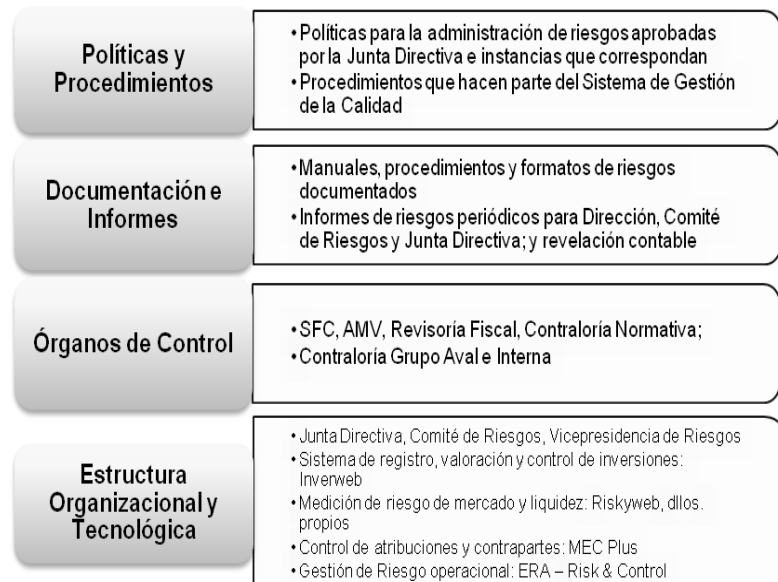 Políticas y
Procedimientos
• Políticas para la administración de riesgos aprobadas
por la Junta Directiva e instancias que correspondan
• Procedimientos que hacen parte del Sistema de Gestión
de la Calidad
Documentación e
Informes
• Manuales, procedimientos y formatos de riesgos
documentados
• Informes de riesgos periódicos para Dirección, Comité
de Riesgos y Junta Directiva; y revelación contable
Órganos de Control
• SFC, AMV, Revisoría Fiscal, Contraloría Normativa;
• Contraloría Grupo Aval e Interna
Estructura
Organizacional y
Tecnológica
• Junta Directiva, Comité de Riesgos, Vicepresidencia de Riesgos
• Sistema de registro, valoración y control de inversiones:
Inverweb
• Medición de riesgo de mercado y liquidez: Riskyweb, dllos.
propios
• Control de atribuciones y contrapartes: MEC Plus
• Gestión de Riesgo operacional: ERA – Risk & Control